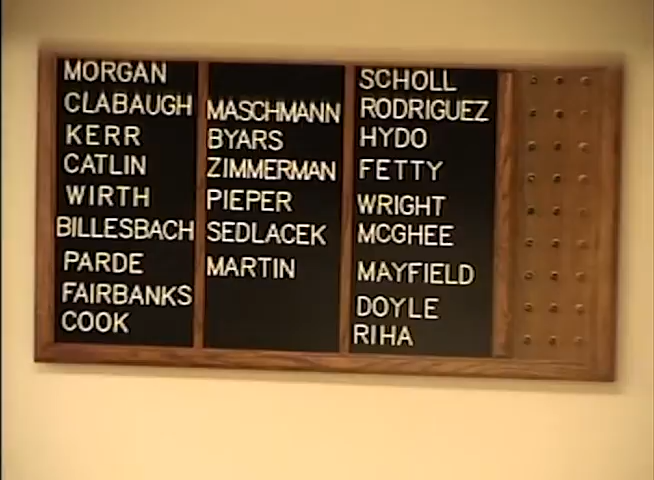 MORGAN
CLABAUGH
KERR
CATLIN
WIRTH
BILLESBACH
PARDE
FAIRBANKS
COOK
MASCHMANN
BYARS
ZIMMERMAN
PIEPER
SEDLACEK
MARTIN
SCHOLL
RODRIGUEZ
HYDO
FETTY
WRIGHT
MCGHEE
MAYFIELD
DOYLE
RIHA